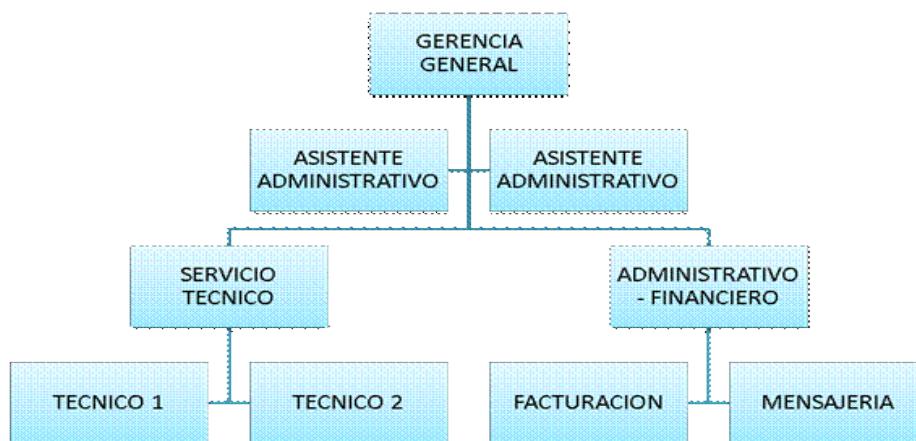 GERENCIA
GENERAL
ASISTENTE
ADMINISTRATIVO
ASISTENTE
ADMINISTRATIVO
SERVICIO
TECNICO
ADMINISTRATIVO
- FINANCIERO
TECNICO 1
TECNICO 2
FACTURACION
MENSAJERIA